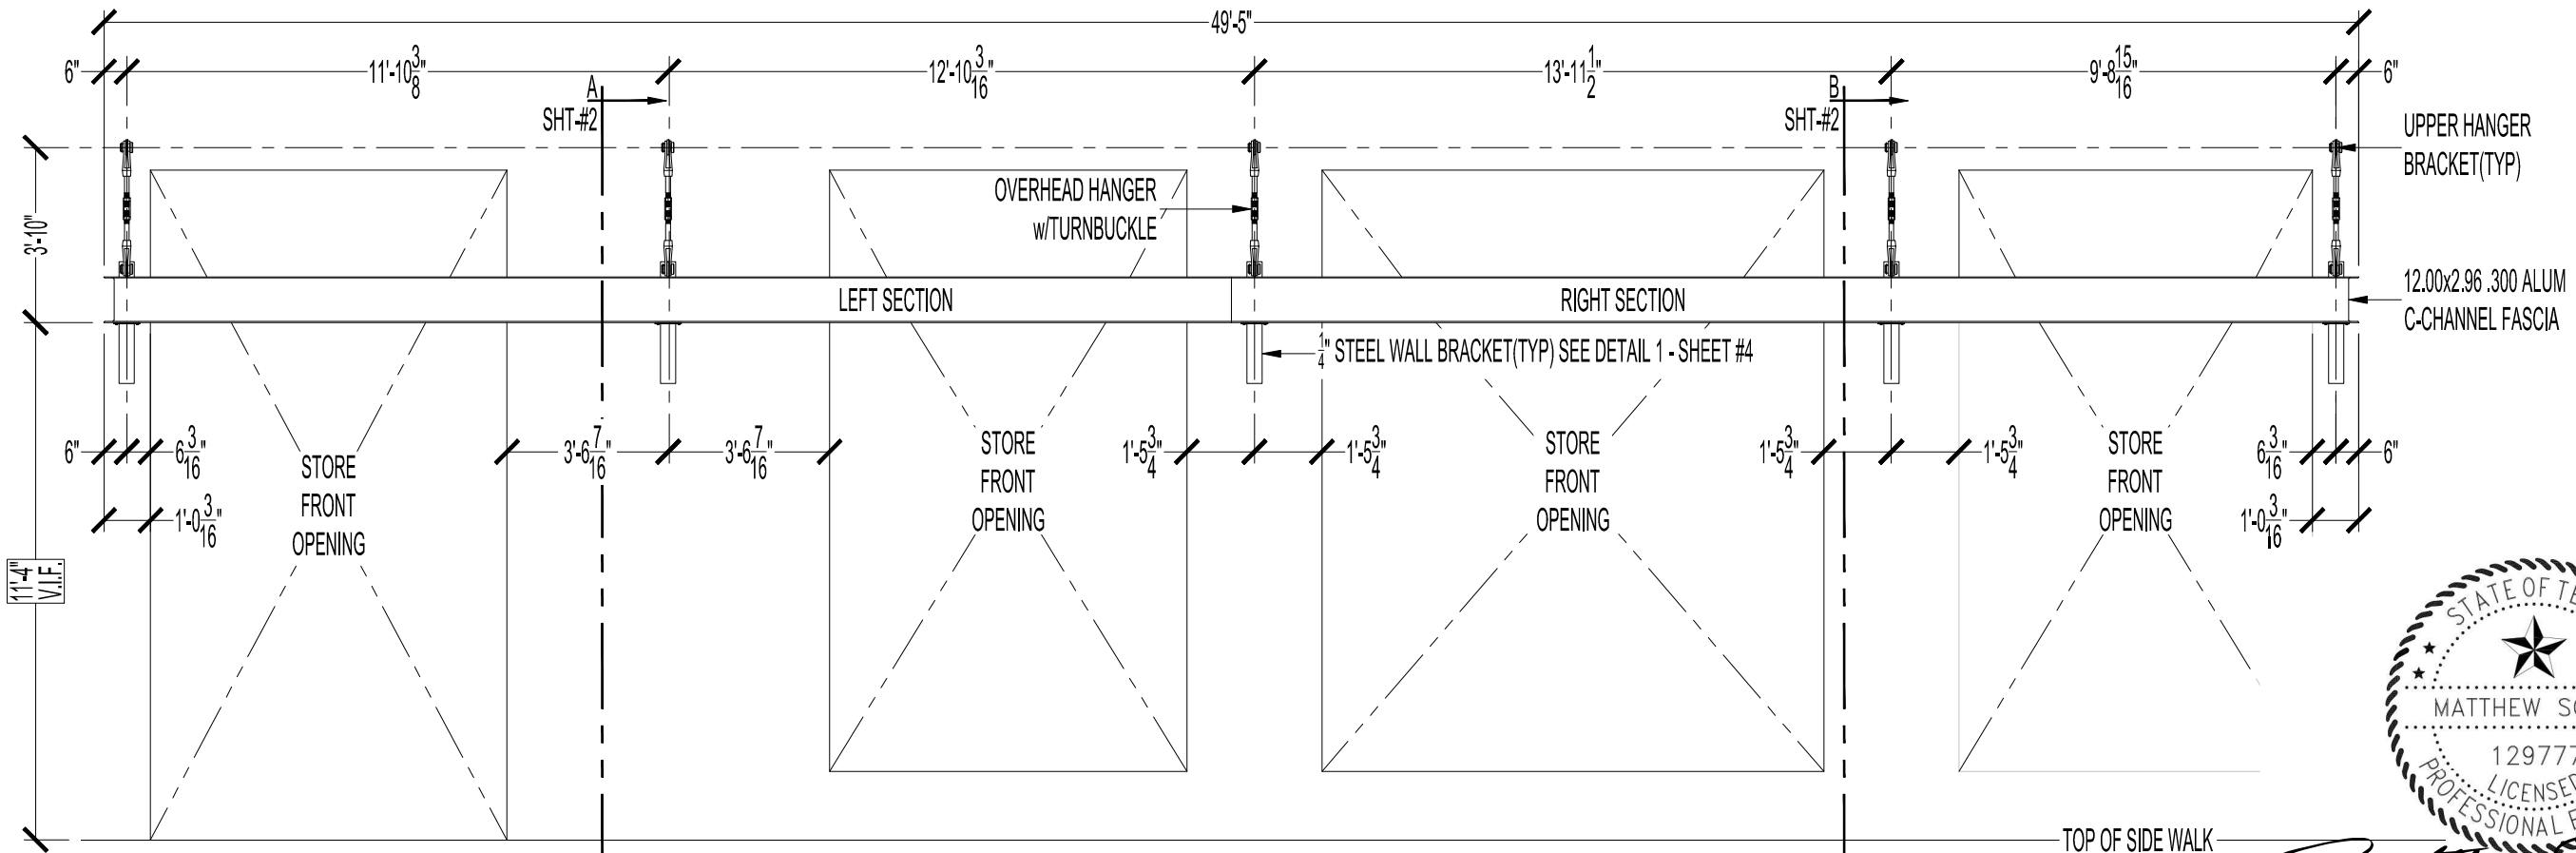 49'-5"
6"
11'-10 3/8"
12'-10 3/16"
13'-11 1/2"
9'-8 15/16"
6"
A
SHT-#2
B
SHT-#2
UPPER HANGER
BRACKET(TYP)
OVERHEAD HANGER
w/TURNBUCKLE
3'-10"
LEFT SECTION
RIGHT SECTION
12.00x2.96 .300 ALUM
C-CHANNEL FASCIA
1/4" STEEL WALL BRACKET(TYP) SEE DETAIL 1 - SHEET #4
6"
6 3/16"
3'-6 7/16"
3'-6 7/16"
1'-5 3/4"
1'-5 3/4"
1'-5 3/4"
1'-5 3/4"
6 3/16"
6"
STORE
FRONT
OPENING
STORE
FRONT
OPENING
STORE
FRONT
OPENING
STORE
FRONT
OPENING
1'-0 3/16"
1'-0 3/16"
11'-4"
V.I.F.
STATE OF TE
MATTHEW
129777
LICENSED
PROFESSIONAL
TOP OF SIDE WALK